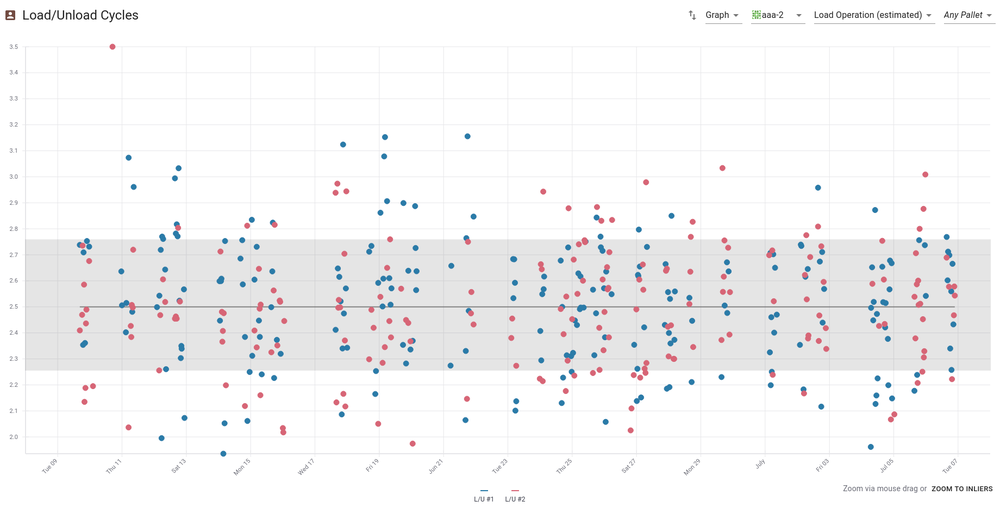 Load/Unload Cycles
Graph
aaa-2
Load Operation (estimated)
Any Pallet
3.5
3.4
3.3
3.2
3.1
3.0
2.9
2.8
2.7
2.6
2.5
2.4
2.3
2.2
2.1
2.0
Tue 09
Thu 11
Sat 13
Mon 15
Wed 17
Fri 19
Jun 21
Tue 23
Thu 25
Sat 27
Mon 29
July
Fri 03
Jul 05
Tue 07
Zoom via mouse drag or ZOOM TO INLIERS
L/U #1
L/U #2